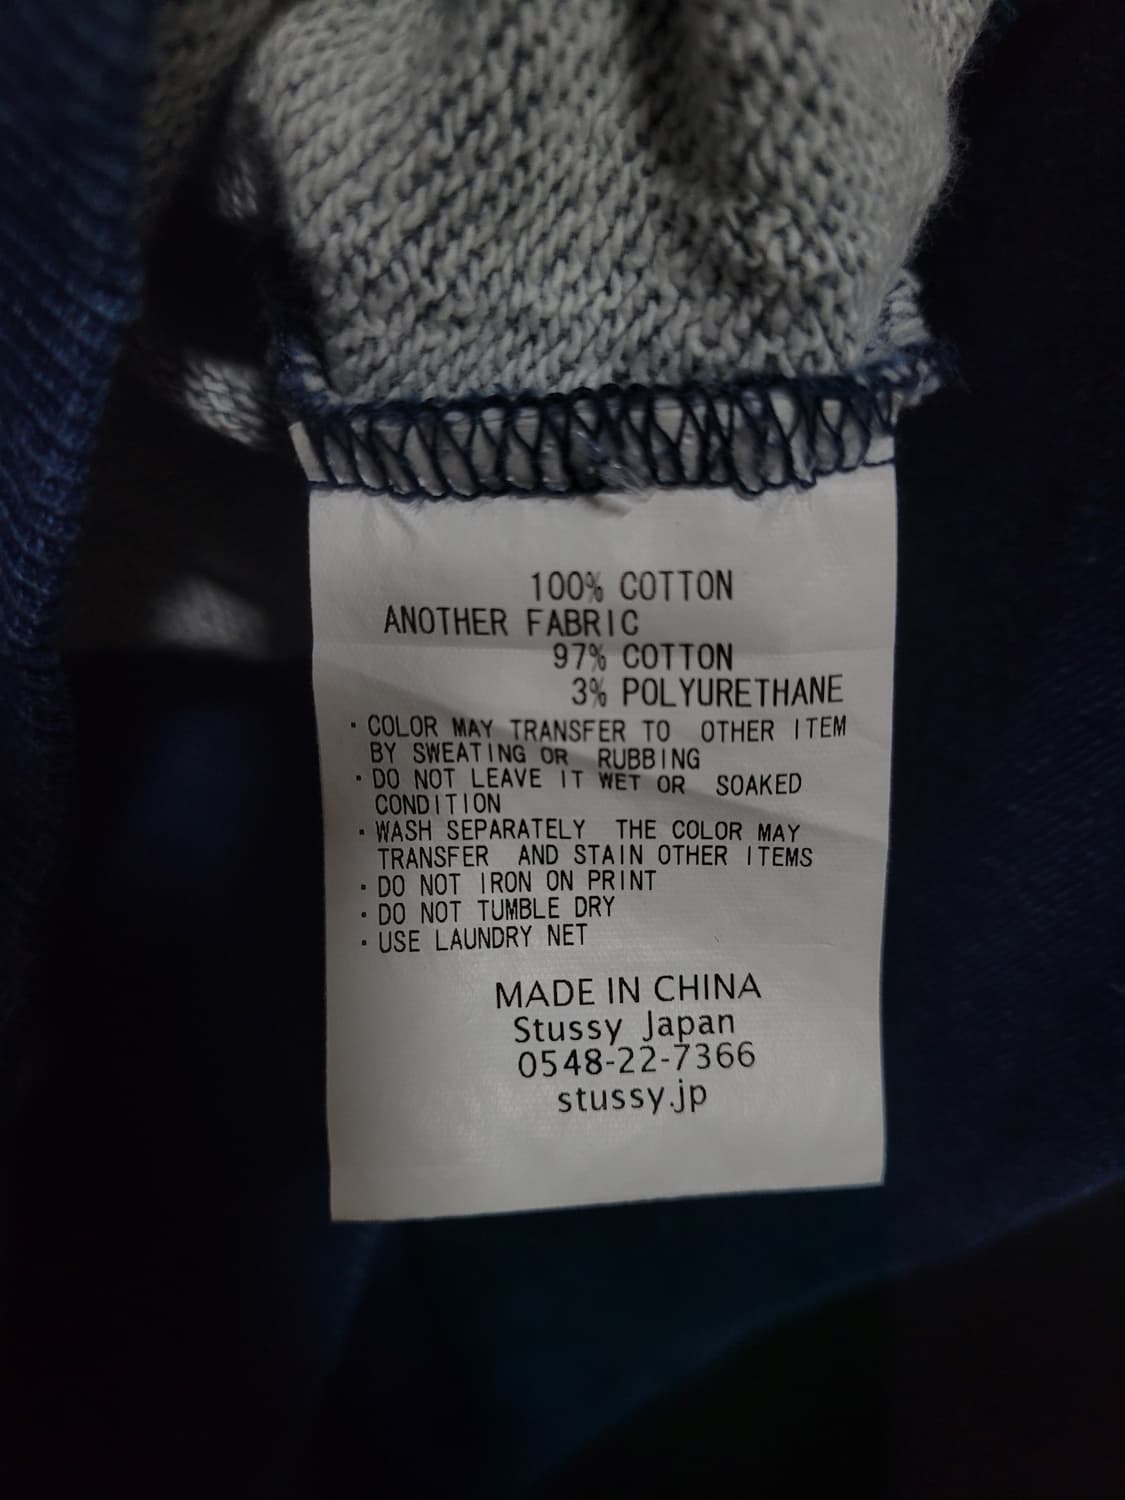 100% COTTON
ANOTHER FABRIC
97% COTTON
3% POLYURETHANE
・COLOR MAY TRANSFER TO OTHER ITEM
BY SWEATING OR RUBBING
・DO NOT LEAVE IT WET OR SOAKED
CONDITION
・WASH SEPARATELY THE COLOR MAY
TRANSFER AND STAIN OTHER ITEMS
・DO NOT IRON ON PRINT
・DO NOT TUMBLE DRY
・USE LAUNDRY NET
MADE IN CHINA
Stussy Japan
0548-22-7366
stussy.jp